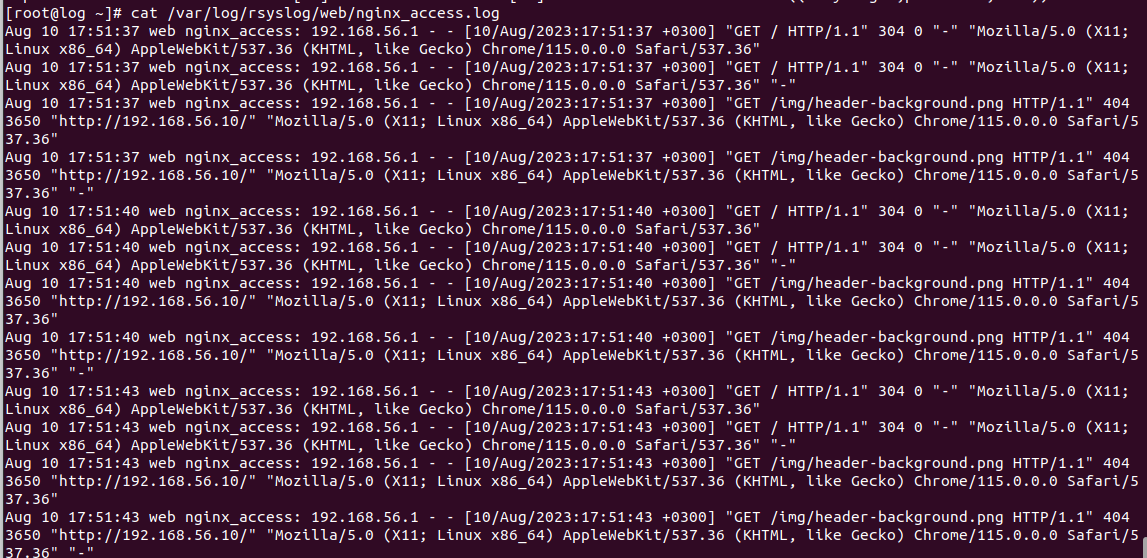 [root@log ~]# cat /var/log/rsyslog/web/nginx_access.log
Aug 10 17:51:37 web nginx_access: 192.168.56.1 - - [10/Aug/2023:17:51:37 +0300] "GET / HTTP/1.1" 304 0 "-" "Mozilla/5.0 (X11;
Linux x86_64) AppleWebKit/537.36 (KHTML, like Gecko) Chrome/115.0.0.0 Safari/537.36"
Aug 10 17:51:37 web nginx_access: 192.168.56.1 - - [10/Aug/2023:17:51:37 +0300] "GET / HTTP/1.1" 304 0 "-" "Mozilla/5.0 (X11;
Linux x86_64) AppleWebKit/537.36 (KHTML, like Gecko) Chrome/115.0.0.0 Safari/537.36" "-"
Aug 10 17:51:37 web nginx_access: 192.168.56.1 - - [10/Aug/2023:17:51:37 +0300] "GET /img/header-background.png HTTP/1.1" 404
3650 "http://192.168.56.10/" "Mozilla/5.0 (X11; Linux x86_64) AppleWebKit/537.36 (KHTML, like Gecko) Chrome/115.0.0.0 Safari/5
37.36"
Aug 10 17:51:37 web nginx_access: 192.168.56.1 - - [10/Aug/2023:17:51:37 +0300] "GET /img/header-background.png HTTP/1.1" 404
3650 "http://192.168.56.10/" "Mozilla/5.0 (X11; Linux x86_64) AppleWebKit/537.36 (KHTML, like Gecko) Chrome/115.0.0.0 Safari/5
37.36" "-"
Aug 10 17:51:40 web nginx_access: 192.168.56.1 - - [10/Aug/2023:17:51:40 +0300] "GET / HTTP/1.1" 304 0 "-" "Mozilla/5.0 (X11;
Linux x86_64) AppleWebKit/537.36 (KHTML, like Gecko) Chrome/115.0.0.0 Safari/537.36"
Aug 10 17:51:40 web nginx_access: 192.168.56.1 - - [10/Aug/2023:17:51:40 +0300] "GET / HTTP/1.1" 304 0 "-" "Mozilla/5.0 (X11;
Linux x86_64) AppleWebKit/537.36 (KHTML, like Gecko) Chrome/115.0.0.0 Safari/537.36" "-"
Aug 10 17:51:40 web nginx_access: 192.168.56.1 - - [10/Aug/2023:17:51:40 +0300] "GET /img/header-background.png HTTP/1.1" 404
3650 "http://192.168.56.10/" "Mozilla/5.0 (X11; Linux x86_64) AppleWebKit/537.36 (KHTML, like Gecko) Chrome/115.0.0.0 Safari/5
37.36"
Aug 10 17:51:40 web nginx_access: 192.168.56.1 - - [10/Aug/2023:17:51:40 +0300] "GET /img/header-background.png HTTP/1.1" 404
3650 "http://192.168.56.10/" "Mozilla/5.0 (X11; Linux x86_64) AppleWebKit/537.36 (KHTML, like Gecko) Chrome/115.0.0.0 Safari/5
37.36" "-"
Aug 10 17:51:43 web nginx_access: 192.168.56.1 - - [10/Aug/2023:17:51:43 +0300] "GET / HTTP/1.1" 304 0 "-" "Mozilla/5.0 (X11;
Linux x86_64) AppleWebKit/537.36 (KHTML, like Gecko) Chrome/115.0.0.0 Safari/537.36"
Aug 10 17:51:43 web nginx_access: 192.168.56.1 - - [10/Aug/2023:17:51:43 +0300] "GET / HTTP/1.1" 304 0 "-" "Mozilla/5.0 (X11;
Linux x86_64) AppleWebKit/537.36 (KHTML, like Gecko) Chrome/115.0.0.0 Safari/537.36" "-"
Aug 10 17:51:43 web nginx_access: 192.168.56.1 - - [10/Aug/2023:17:51:43 +0300] "GET /img/header-background.png HTTP/1.1" 404
3650 "http://192.168.56.10/" "Mozilla/5.0 (X11; Linux x86_64) AppleWebKit/537.36 (KHTML, like Gecko) Chrome/115.0.0.0 Safari/5
37.36"
Aug 10 17:51:43 web nginx_access: 192.168.56.1 - - [10/Aug/2023:17:51:43 +0300] "GET /img/header-background.png HTTP/1.1" 404
3650 "http://192.168.56.10/" "Mozilla/5.0 (X11; Linux x86_64) AppleWebKit/537.36 (KHTML, like Gecko) Chrome/115.0.0.0 Safari/5
37.36" "-"